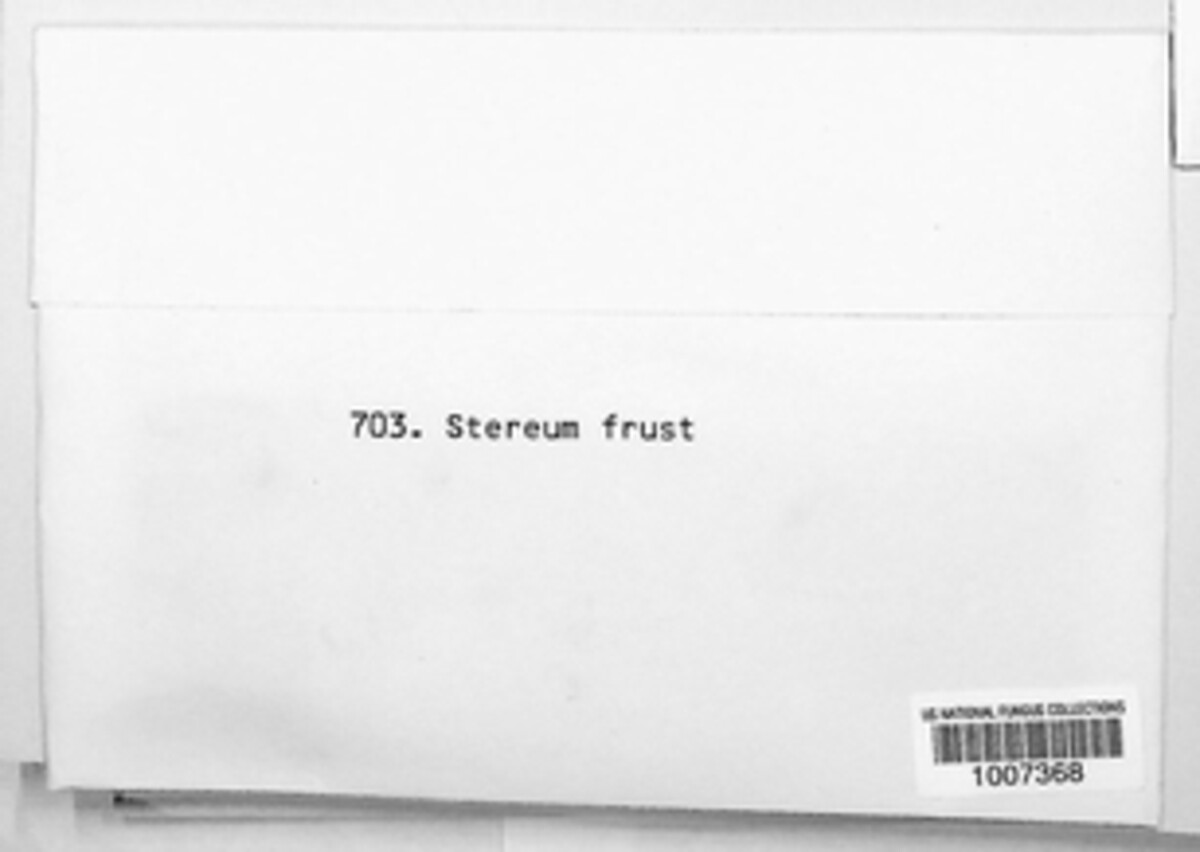 703. Stereum frust
US NATIONAL FUNGUS COLLECTIONS
1007368